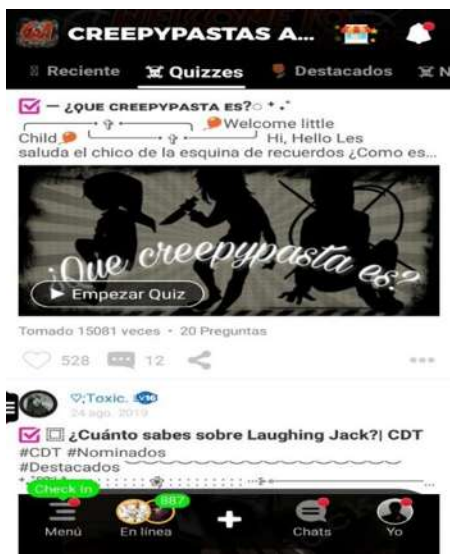 CREEPYPASTAS A...
Reciente Quizzes Destacados N
— ¿QUE CREEPYPASTA ES?
Welcome little
Child Hi, Hello Les
saluda el chico de la esquina de recuerdos ¿Como es...
¿Que creepypasta es?
Empezar Quiz
Tomado 15081 veces • 20 Preguntas
528 12
♡;Toxic. V16
24 ago. 2019
¿Cuánto sabes sobre Laughing Jack?| CDT
#CDT #Nominados
#Destacados
Check In
887
Menú En línea Chats Yo